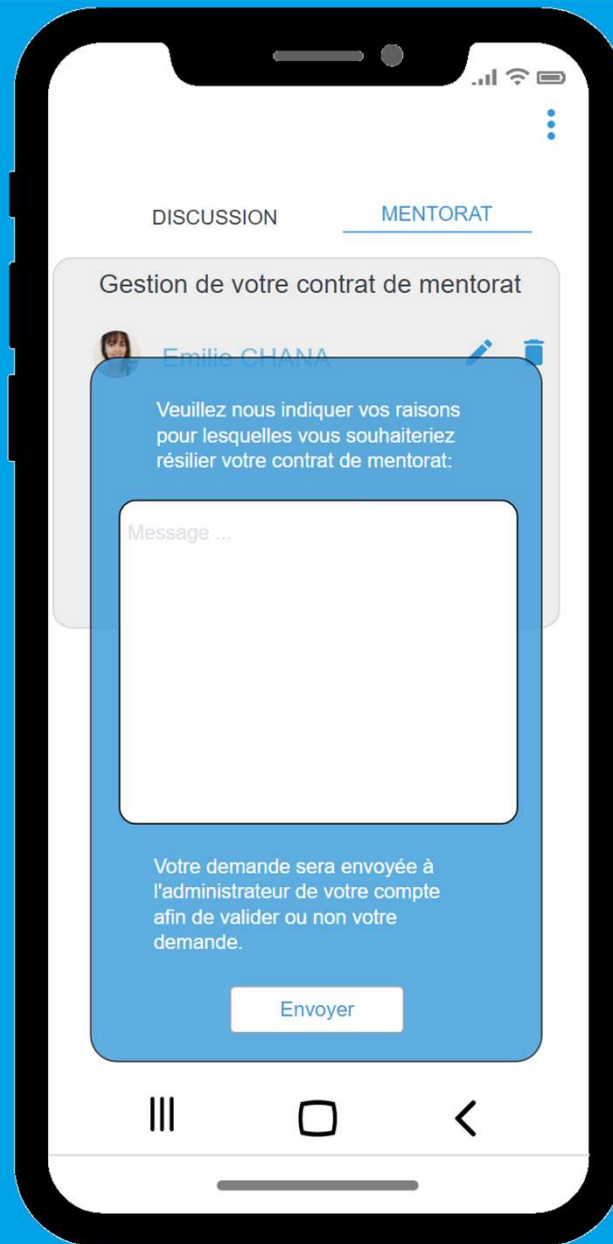 DISCUSSION
MENTORAT
Gestion de votre contrat de mentorat
Emilie CHANA
Veuillez nous indiquer vos raisons
pour lesquelles vous souhaiteriez
résilier votre contrat de mentorat:
Message ...
Votre demande sera envoyée à
l'administrateur de votre compte
afin de valider ou non votre
demande.
Envoyer